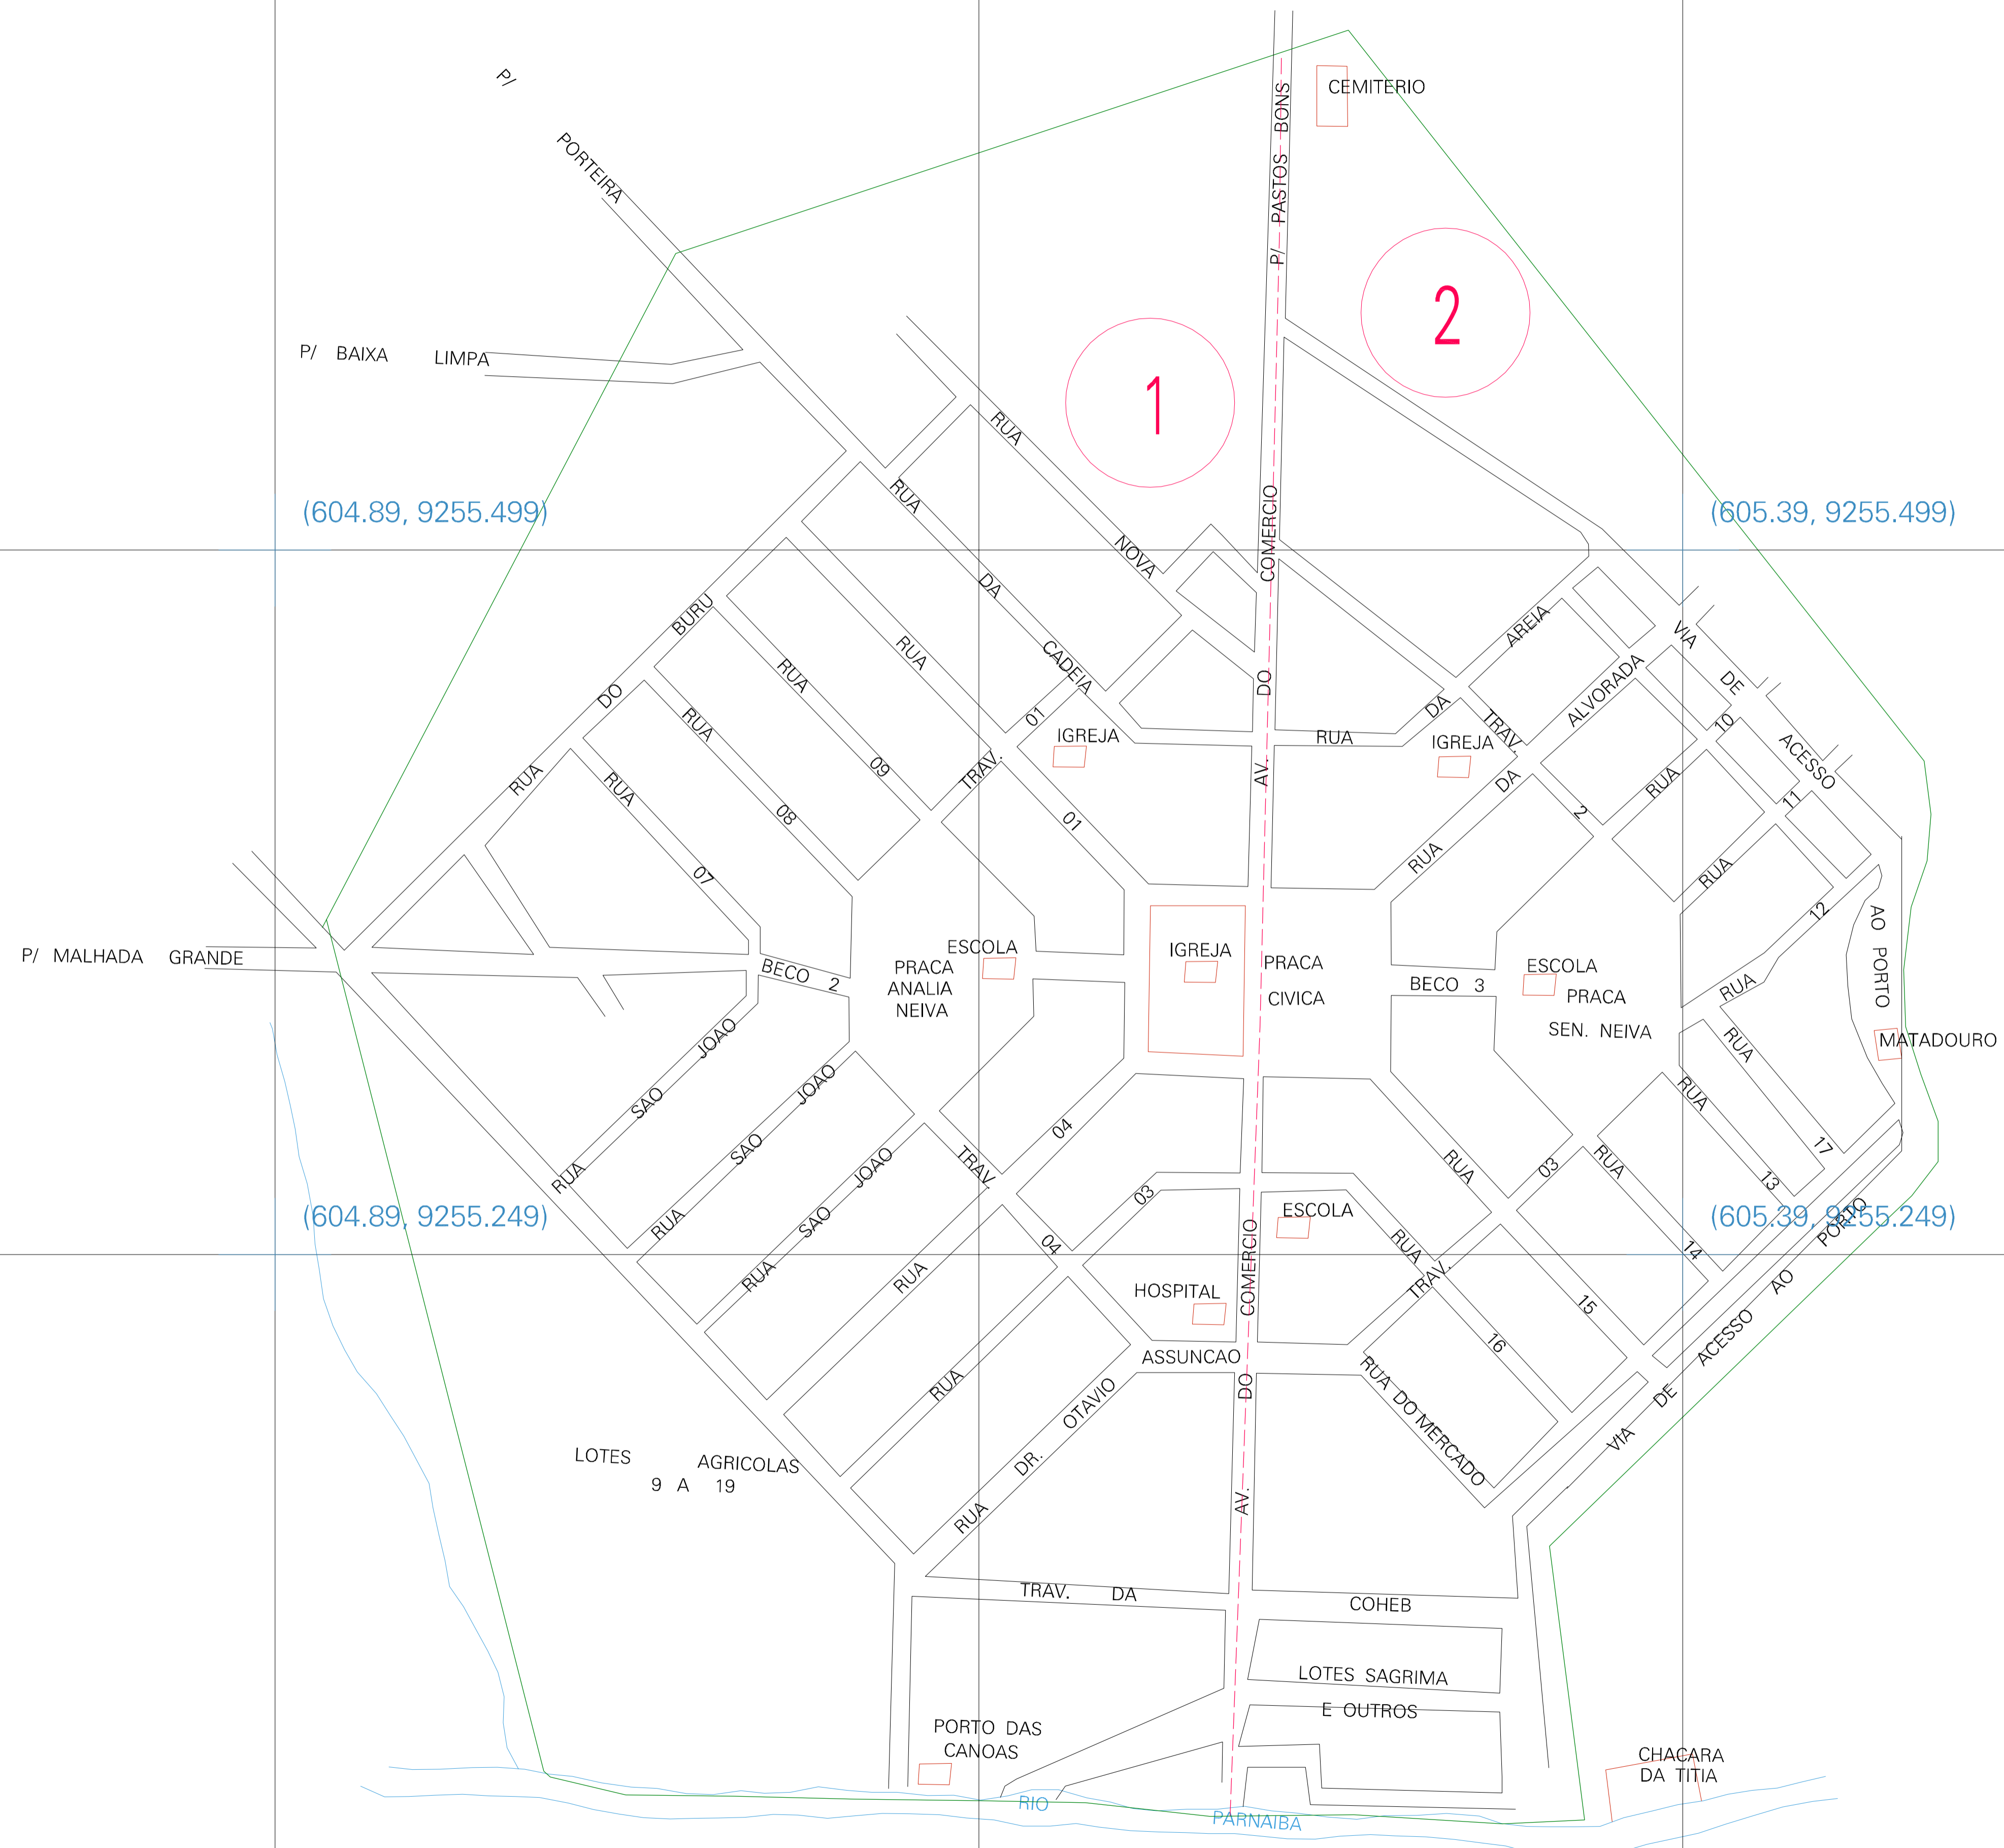 P/ PORTEIRA
CEMITERIO
P/ PASTOS BONS
2
1
P/ BAIXA LIMPA
RUA NOVA
RUA DA CADEIA
(604.89, 9255.499)
(605.39, 9255.499)
AV. DO COMERCIO
RUA DO BURU
RUA 01
RUA 09
RUA 08
RUA 07
TRAV. 01
IGREJA
RUA DA AREIA
IGREJA
TRAV. 2
RUA DA ALVORADA
RUA 10
RUA 11
RUA 12
VIA DE ACESSO
AO PORTO
P/ MALHADA GRANDE
BECO 2
ESCOLA
PRACA
ANALIA
NEIVA
IGREJA
PRACA
CIVICA
BECO 3
ESCOLA
PRACA
SEN. NEIVA
MATADOURO
RUA SAO JOAO
RUA SAO JOAO
RUA SAO JOAO
TRAV. 04
RUA 04
RUA 03
RUA 03
RUA 17
RUA 13
RUA 14
RUA 15
RUA 16
TRAV. 03
(604.89, 9255.249)
(605.39, 9255.249)
ESCOLA
HOSPITAL
AV. DO COMERCIO
RUA DR. OTAVIO ASSUNCAO
RUA DO MERCADO
VIA DE ACESSO AO PORTO
LOTES AGRICOLAS
9 A 19
TRAV. DA COHEB
LOTES SAGRIMA
E OUTROS
PORTO DAS
CANOAS
CHACARA
DA TITIA
RIO PARNAIBA